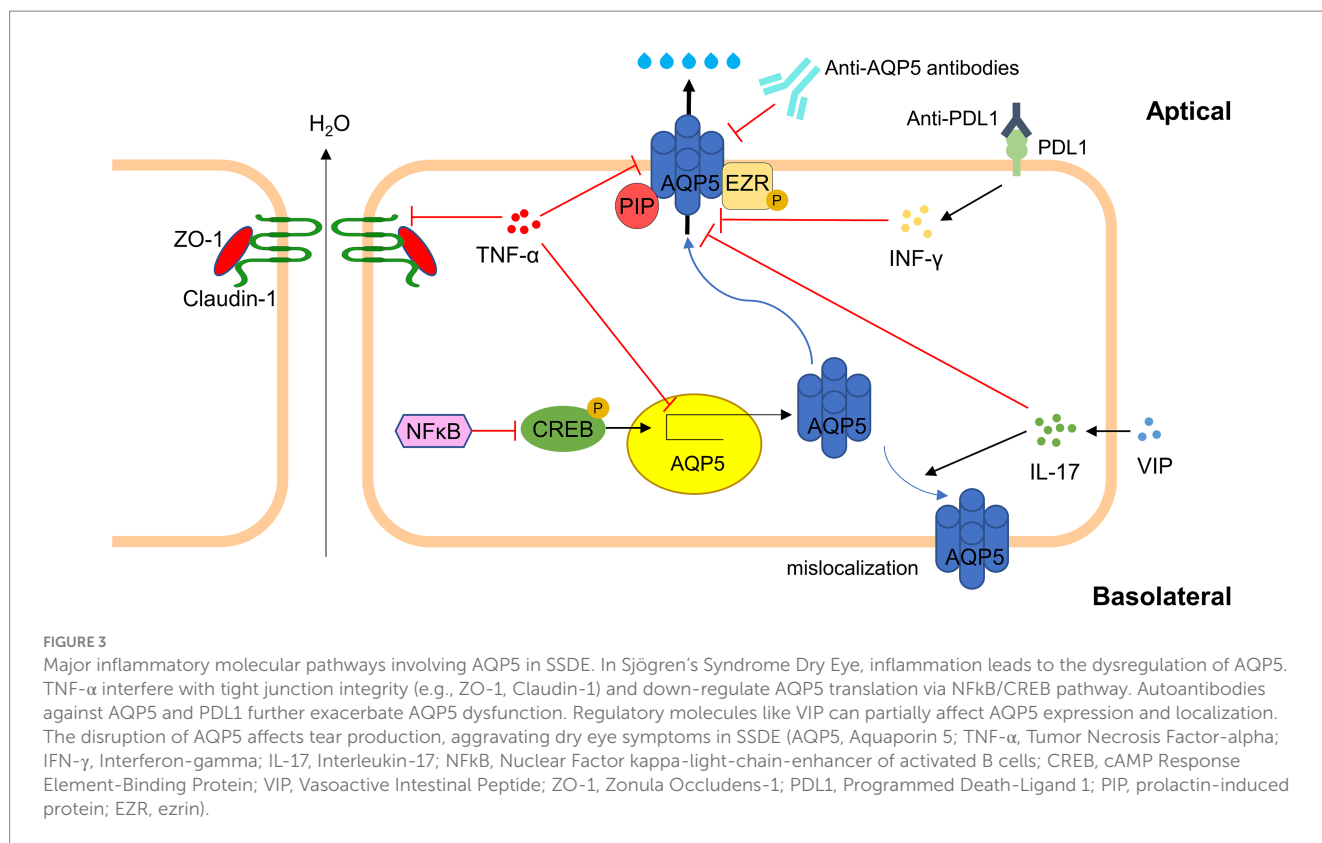 Anti-AQP5 antibodies
Aptical
H₂O
Anti-PDL1
PDL1
AQP5
EZR
P
PIP
ZO-1
TNF-α
INF-γ
Claudin-1
P
NFκB
CREB
AQP5
AQP5
IL-17
VIP
AQP5
mislocalization
Basolateral
FIGURE 3
Major inflammatory molecular pathways involving AQP5 in SSDE. In Sjögren's Syndrome Dry Eye, inflammation leads to the dysregulation of AQP5.
TNF-α interfere with tight junction integrity (e.g., ZO-1, Claudin-1) and down-regulate AQP5 translation via NFkB/CREB pathway. Autoantibodies
against AQP5 and PDL1 further exacerbate AQP5 dysfunction. Regulatory molecules like VIP can partially affect AQP5 expression and localization.
The disruption of AQP5 affects tear production, aggravating dry eye symptoms in SSDE (AQP5, Aquaporin 5; TNF-α, Tumor Necrosis Factor-alpha;
IFN-γ, Interferon-gamma; IL-17, Interleukin-17; NFkB, Nuclear Factor kappa-light-chain-enhancer of activated B cells; CREB, cAMP Response
Element-Binding Protein; VIP, Vasoactive Intestinal Peptide; ZO-1, Zonula Occludens-1; PDL1, Programmed Death-Ligand 1; PIP, prolactin-induced
protein; EZR, ezrin).